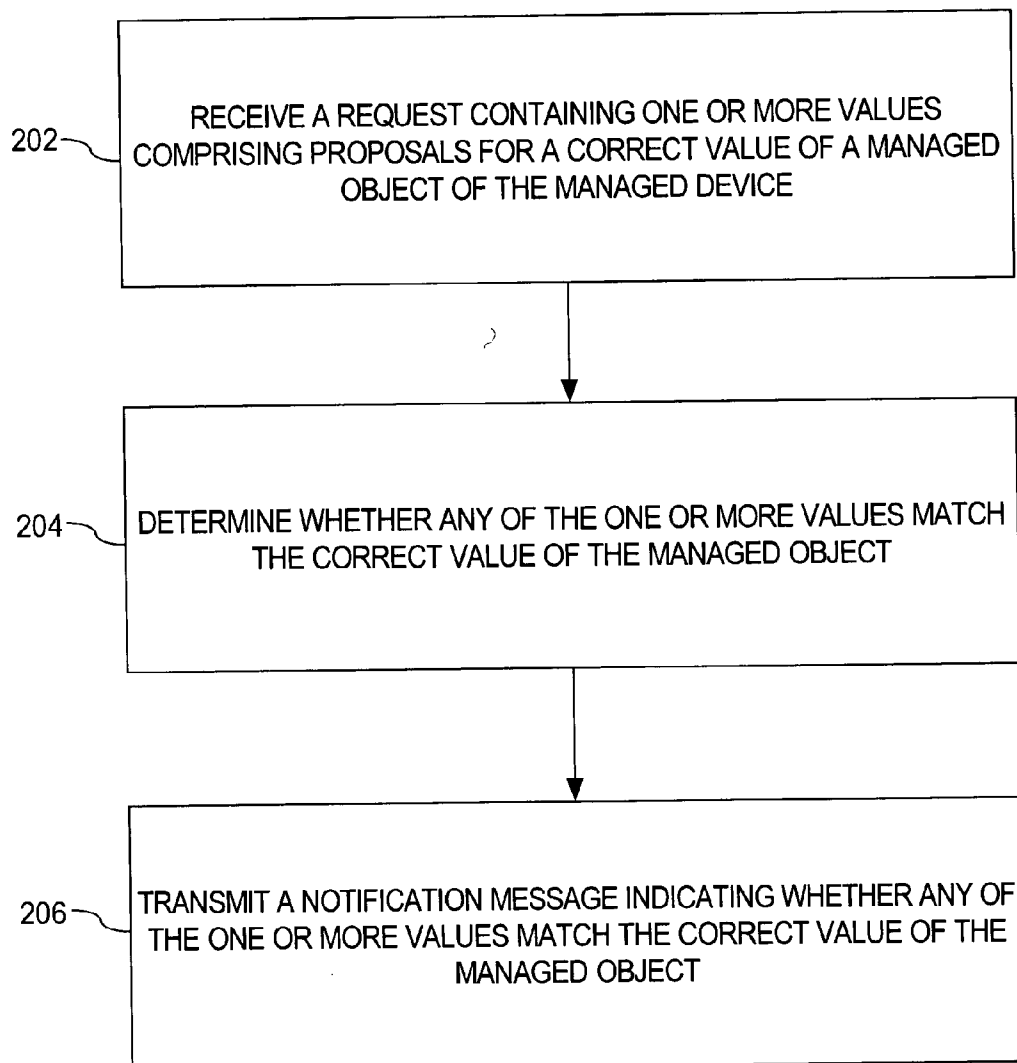 202
RECEIVE A REQUEST CONTAINING ONE OR MORE VALUES
COMPRISING PROPOSALS FOR A CORRECT VALUE OF A MANAGED
OBJECT OF THE MANAGED DEVICE
204
DETERMINE WHETHER ANY OF THE ONE OR MORE VALUES MATCH
THE CORRECT VALUE OF THE MANAGED OBJECT
206
TRANSMIT A NOTIFICATION MESSAGE INDICATING WHETHER ANY OF
THE ONE OR MORE VALUES MATCH THE CORRECT VALUE OF THE
MANAGED OBJECT